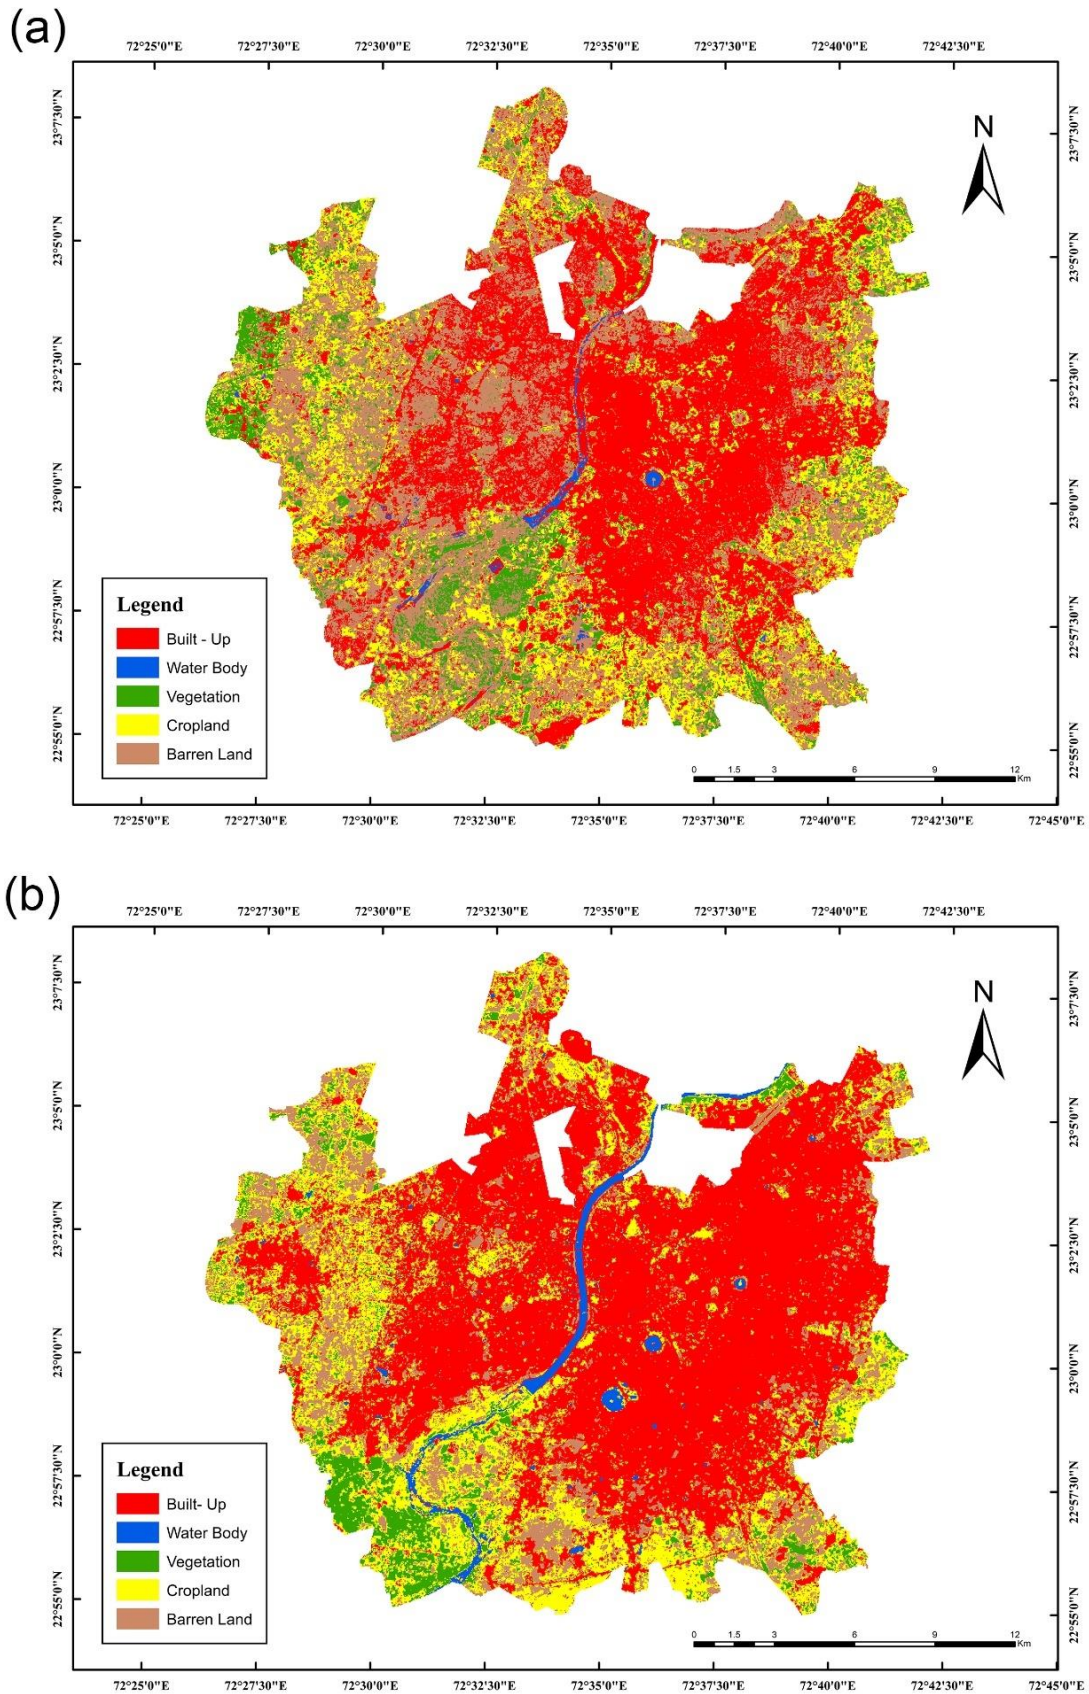 (a)
72°25'0"E 72°27'30"E 72°30'0"E 72°32'30"E 72°35'0"E 72°37'30"E 72°40'0"E 72°42'30"E
N
23°7'30"N 23°7'30"N
23°5'0"N 23°5'0"N
23°2'30"N 23°2'30"N
23°0'0"N 23°0'0"N
22°57'30"N 22°57'30"N
22°55'0"N 22°55'0"N
Legend
Built - Up
Water Body
Vegetation
Cropland
Barren Land
0 1.5 3 6 9 12
Km
72°25'0"E 72°27'30"E 72°30'0"E 72°32'30"E 72°35'0"E 72°37'30"E 72°40'0"E 72°42'30"E 72°45'0"E
(b)
72°25'0"E 72°27'30"E 72°30'0"E 72°32'30"E 72°35'0"E 72°37'30"E 72°40'0"E 72°42'30"E
N
23°7'30"N 23°7'30"N
23°5'0"N 23°5'0"N
23°2'30"N 23°2'30"N
23°0'0"N 23°0'0"N
22°57'30"N 22°57'30"N
22°55'0"N 22°55'0"N
Legend
Built- Up
Water Body
Vegetation
Cropland
Barren Land
0 1.5 3 6 9 12
Km
72°25'0"E 72°27'30"E 72°30'0"E 72°32'30"E 72°35'0"E 72°37'30"E 72°40'0"E 72°42'30"E 72°45'0"E